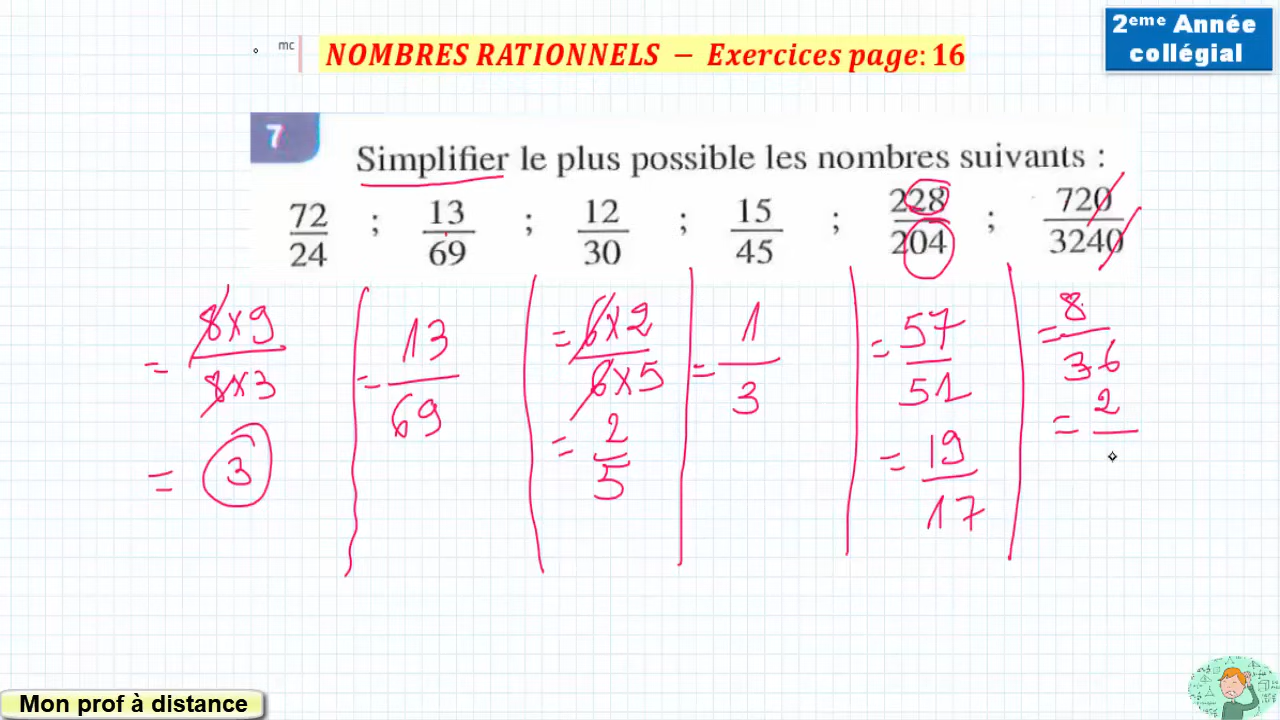 mc
NOMBRES RATIONNELS – Exercices page: 16
2eme Année
collégial
7
Simplifier le plus possible les nombres suivants :
72/24 ; 13/69 ; 12/30 ; 15/45 ; 228/204 ; 720/3240
= 8×9/8×3
= 3
= 13/69
= 6×2/6×5
= 2/5
= 1/3
= 57/51
= 19/17
= 8/36
= 2/
Mon prof à distance